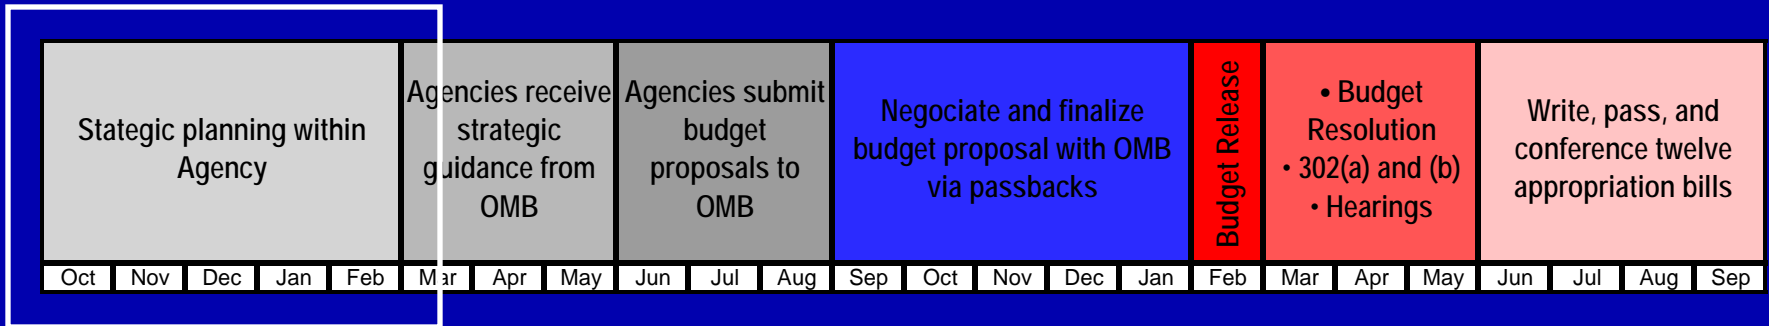 Stategic planning within
Agency
Agencies receive
strategic
guidance from
OMB
Agencies submit
budget
proposals to
OMB
Negociate and finalize
budget proposal with OMB
via passbacks
Budget Release
• Budget
Resolution
• 302(a) and (b)
• Hearings
Write, pass, and
conference twelve
appropriation bills
Oct Nov Dec Jan Feb Mar Apr May Jun Jul Aug Sep Oct Nov Dec Jan Feb Mar Apr May Jun Jul Aug Sep